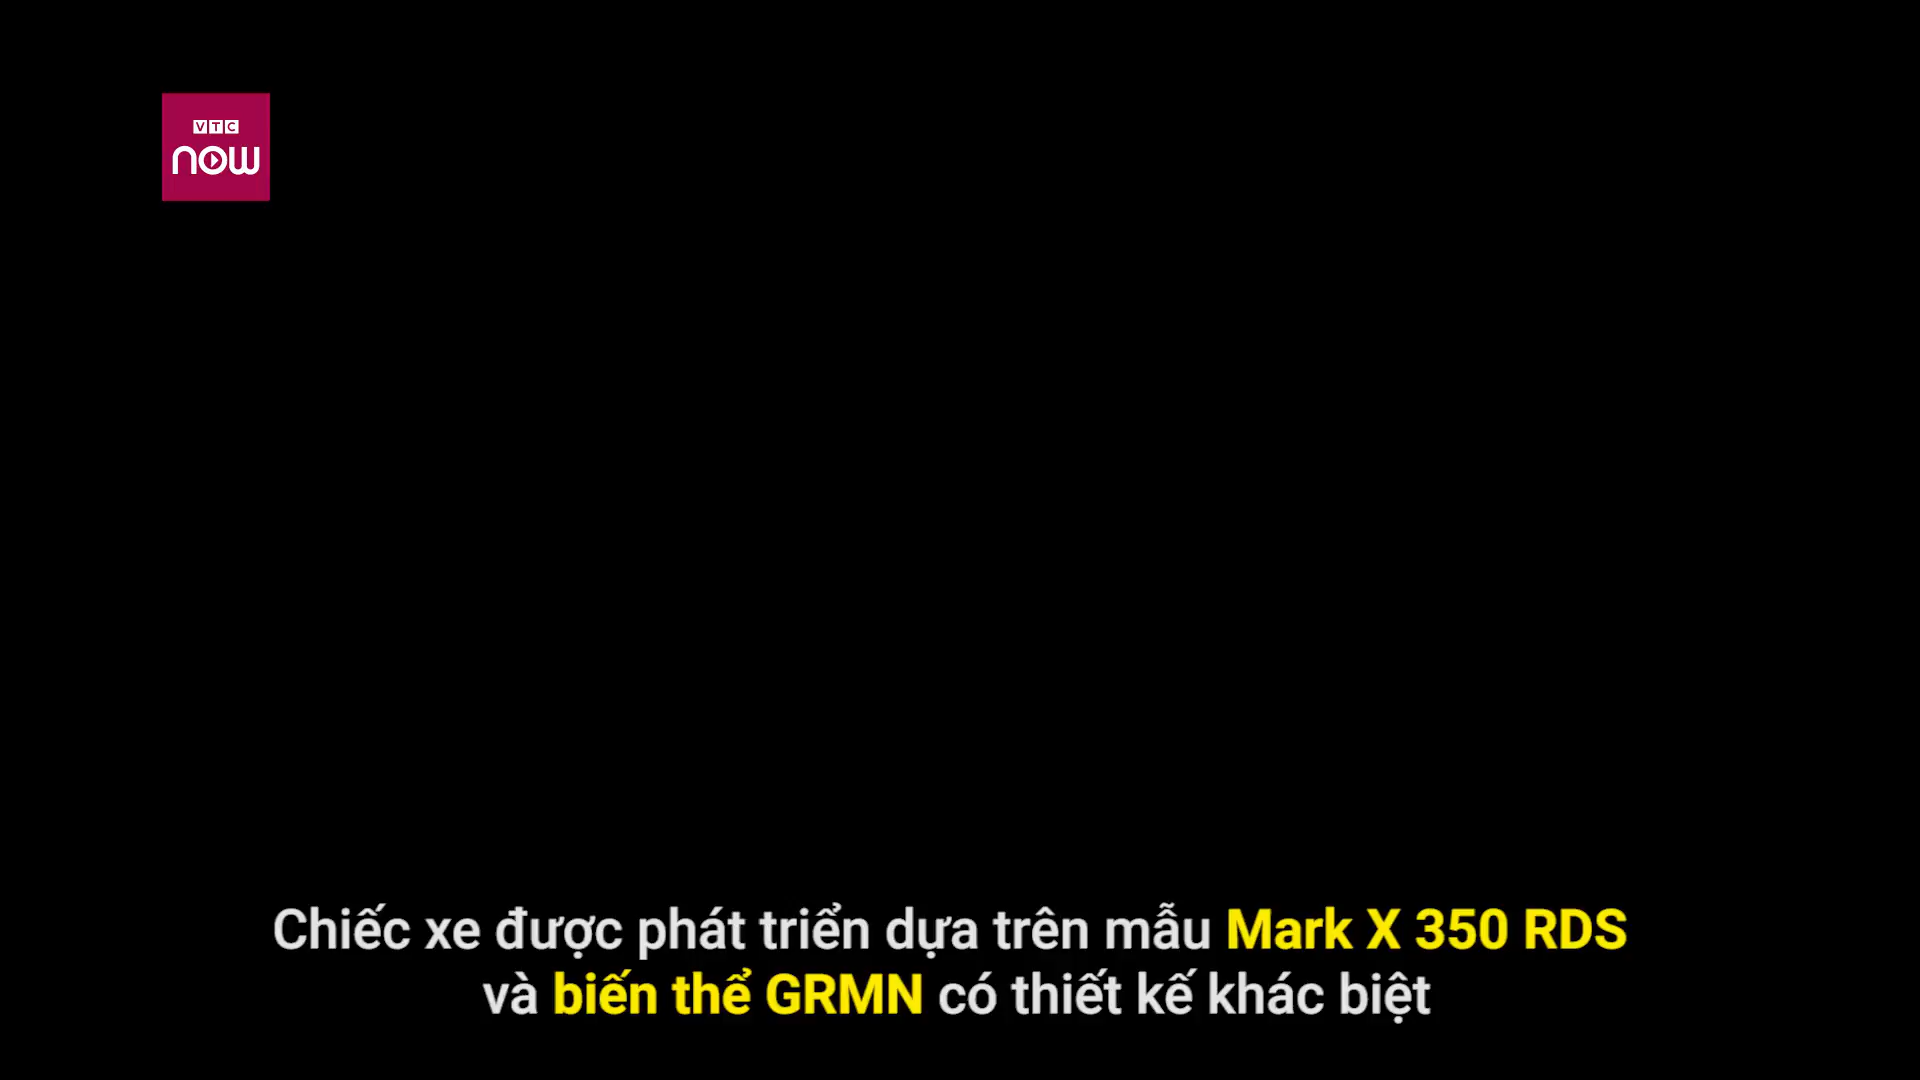 VTC
now
Chiếc xe được phát triển dựa trên mẫu Mark X 350 RDS
và biến thể GRMN có thiết kế khác biệt